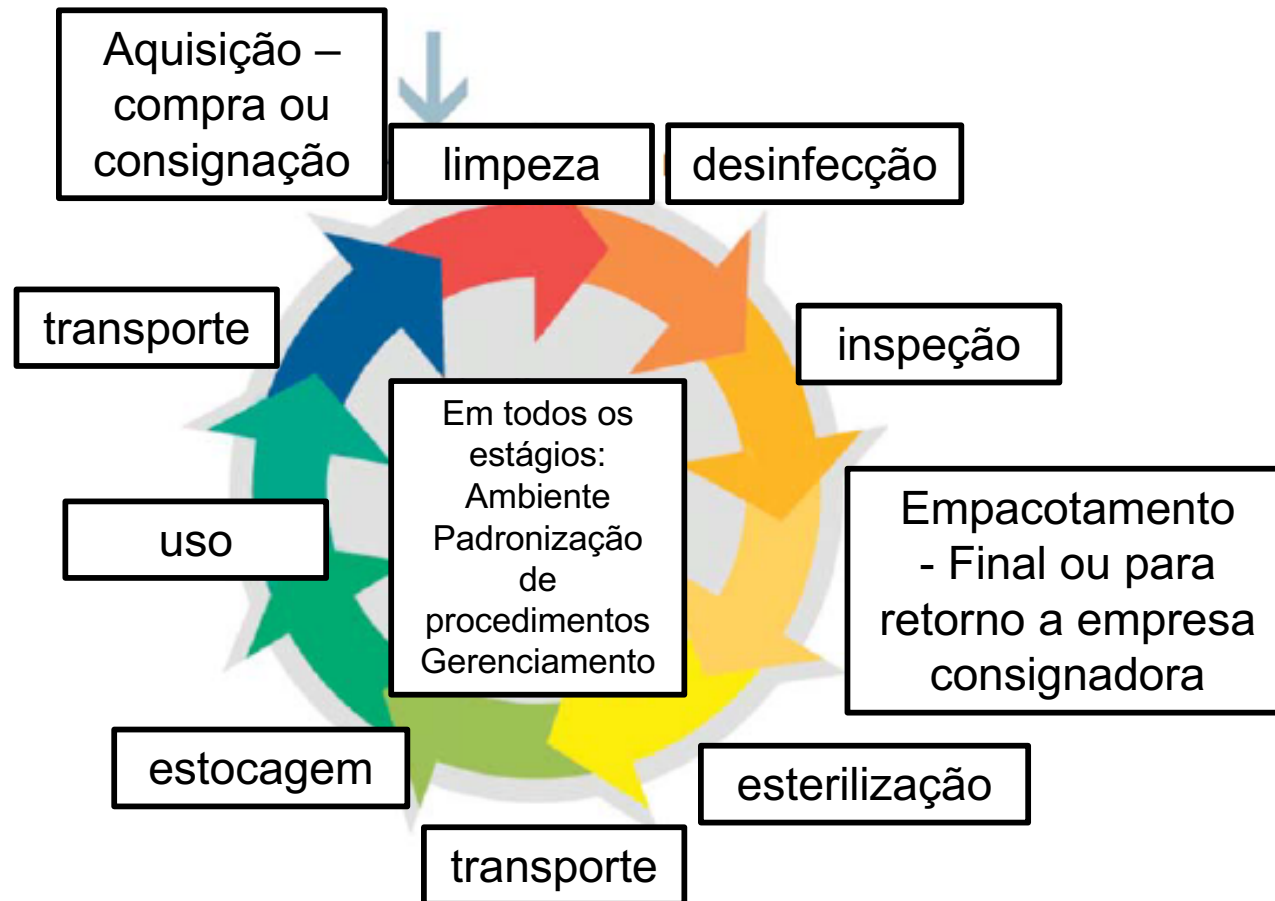 Aquisição –
compra ou
consignação
limpeza
desinfecção
transporte
inspeção
Em todos os
estágios:
Ambiente
Padronização
de
procedimentos
Gerenciamento
uso
Empacotamento
- Final ou para
retorno a empresa
consignadora
estocagem
esterilização
transporte